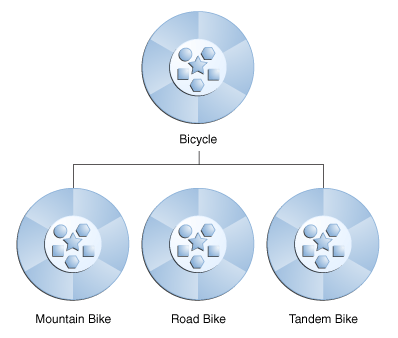 Bicycle
Mountain Bike
Road Bike
Tandem Bike